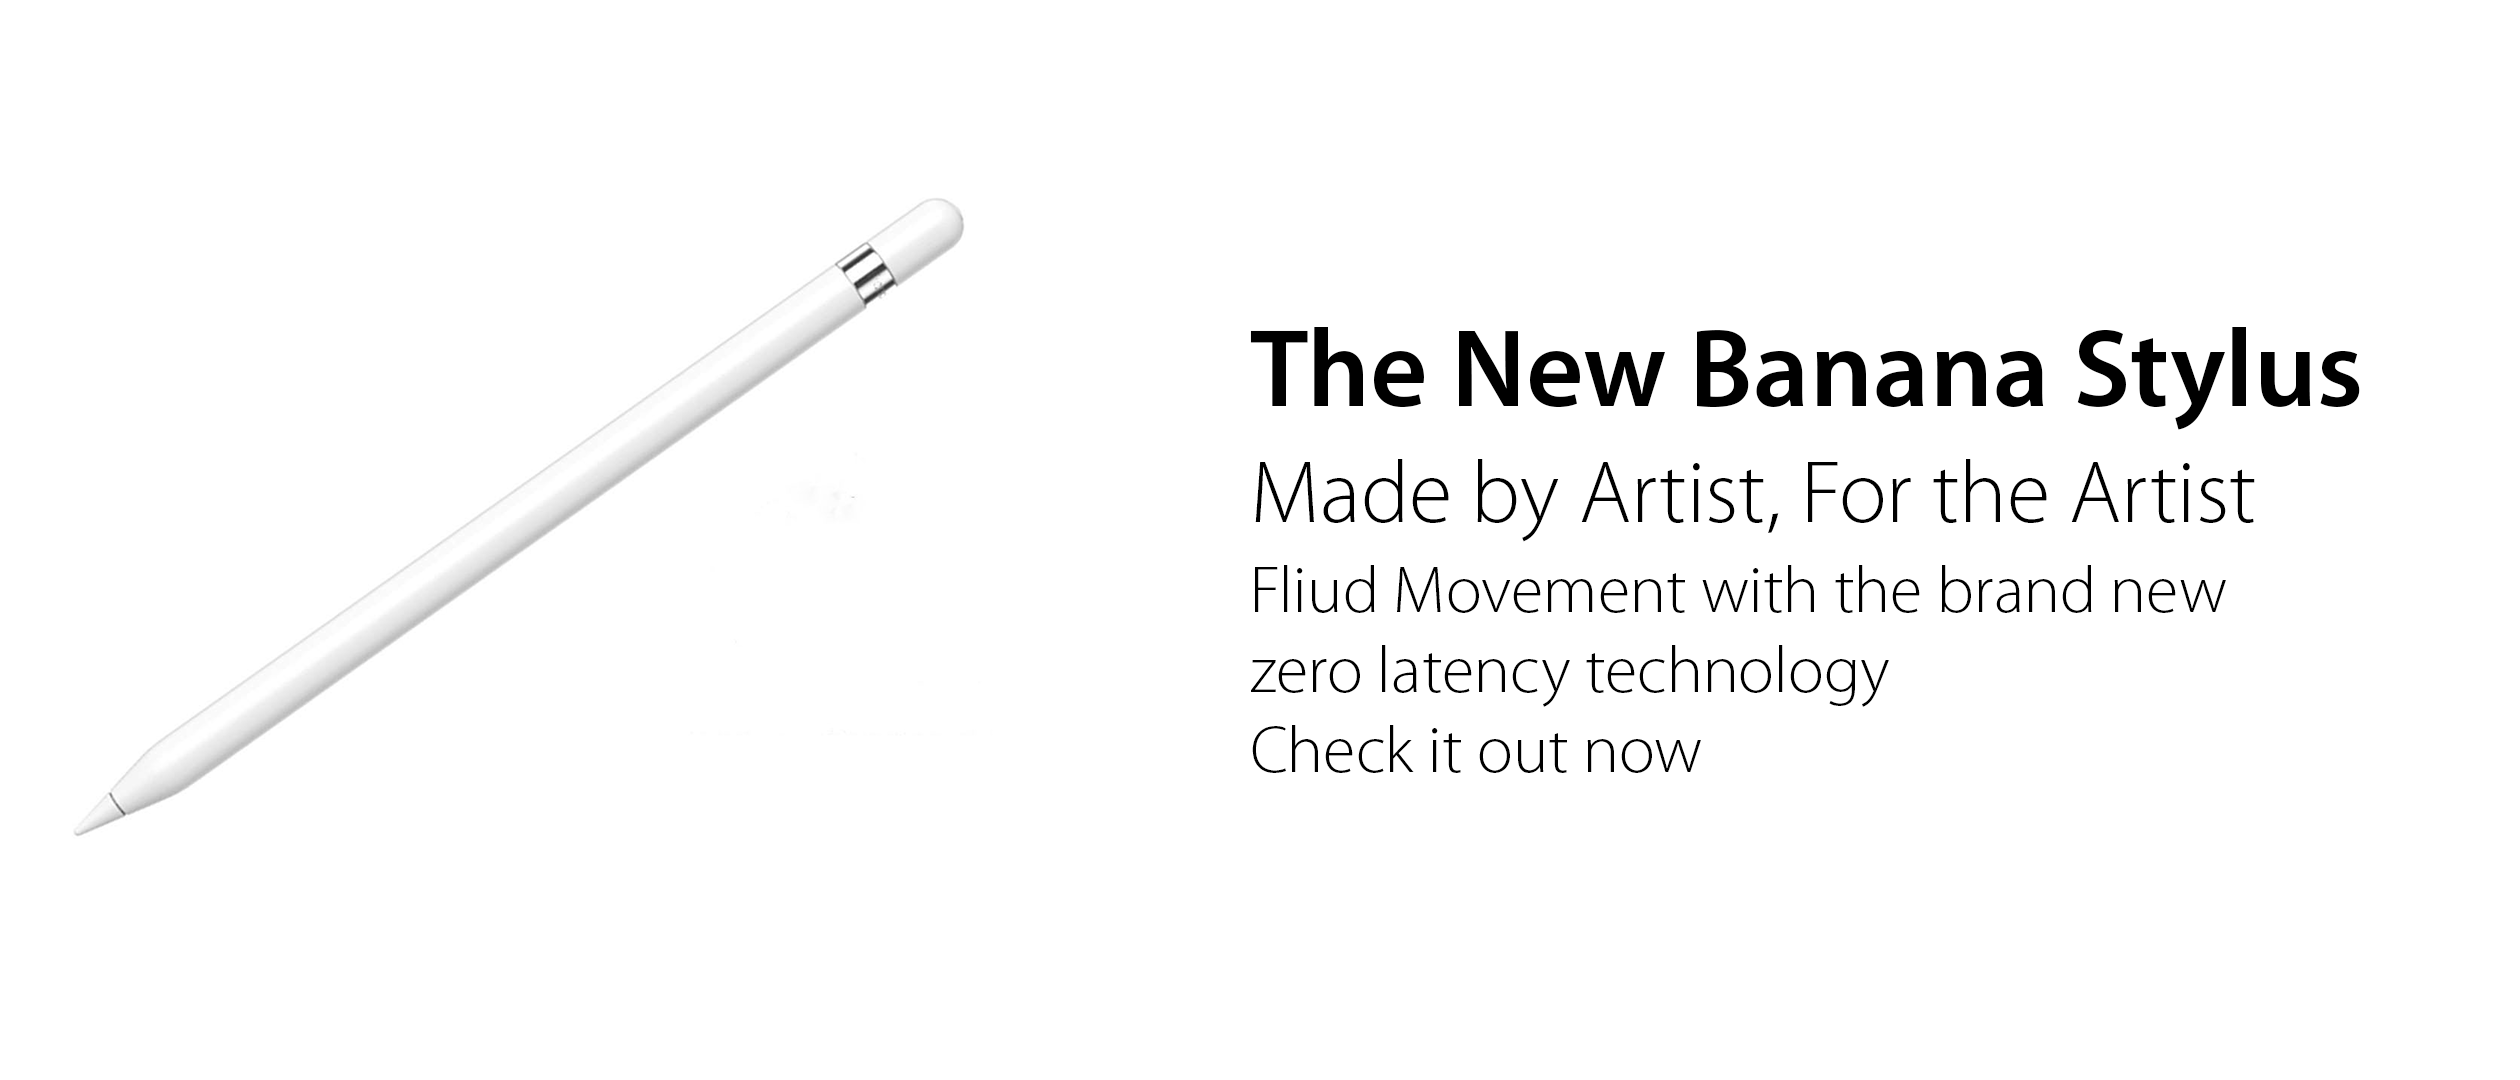 The New Banana Stylus
Made by Artist, For the Artist
Fliud Movement with the brand new
zero latency technology
Check it out now